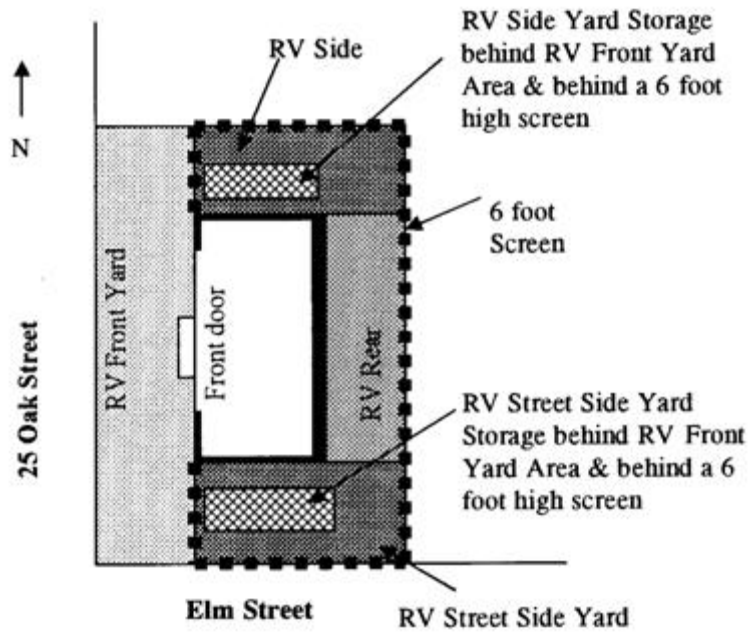 RV Side Yard Storage
behind RV Front Yard
Area & behind a 6 foot
high screen
RV Side
N
6 foot
Screen
RV Front Yard
Front door
RV Rear
25 Oak Street
RV Street Side Yard
Storage behind RV Front
Yard Area & behind a 6
foot high screen
Elm Street
RV Street Side Yard